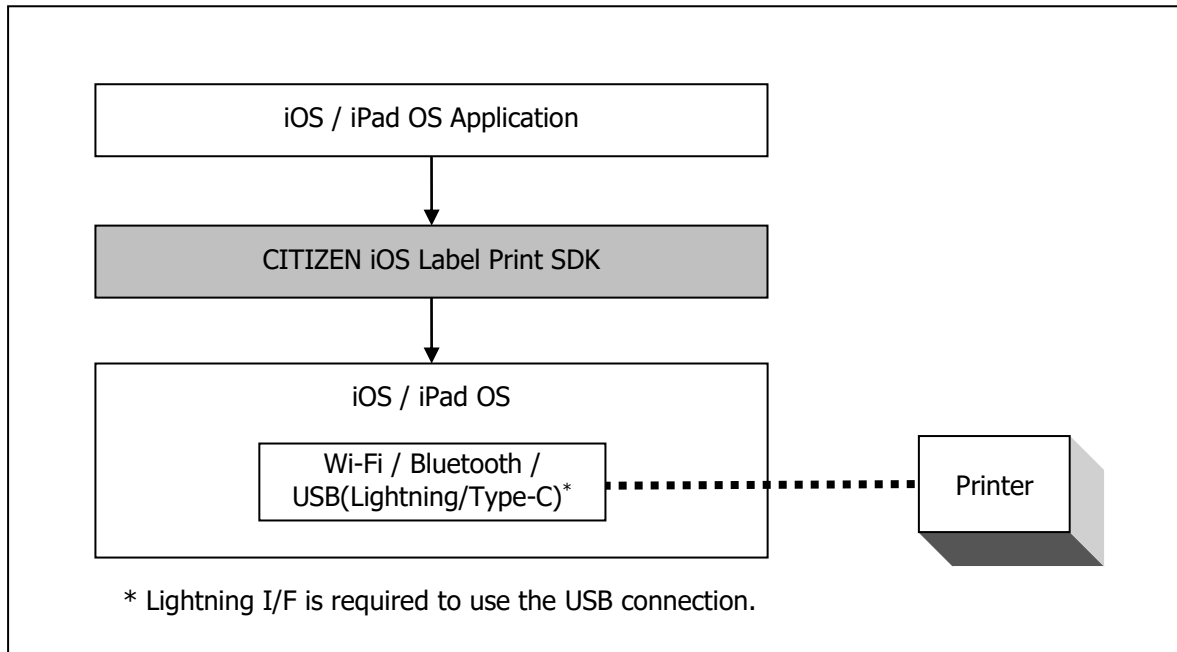 iOS / iPad OS Application
CITIZEN iOS Label Print SDK
iOS / iPad OS
Wi-Fi / Bluetooth /
USB(Lightning/Type-C)*
Printer
* Lightning I/F is required to use the USB connection.